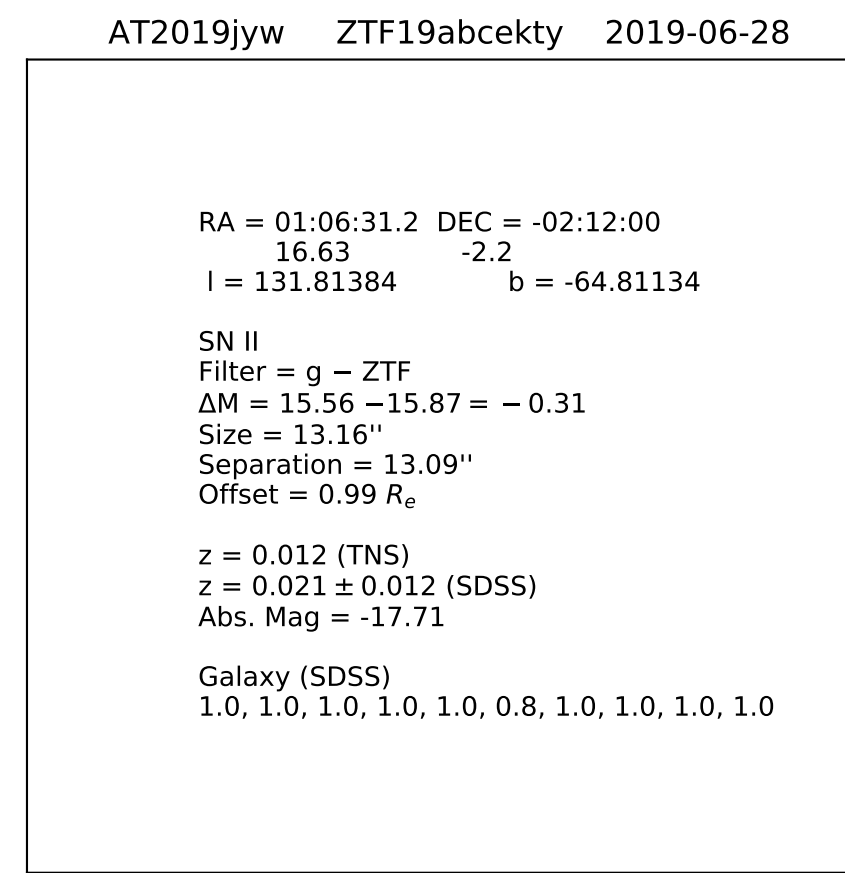 AT2019jyw ZTF19abcekty 2019-06-28
RA = 01:06:31.2 DEC = -02:12:00
16.63 -2.2
l = 131.81384 b = -64.81134
SN II
Filter = g − ZTF
ΔM = 15.56 −15.87 = − 0.31
Size = 13.16''
Separation = 13.09''
Offset = 0.99 Rₑ
z = 0.012 (TNS)
z = 0.021 ± 0.012 (SDSS)
Abs. Mag = -17.71
Galaxy (SDSS)
1.0, 1.0, 1.0, 1.0, 1.0, 0.8, 1.0, 1.0, 1.0, 1.0